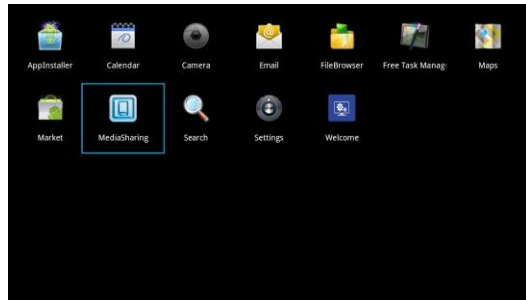 AppInstaller
Calendar
Camera
Email
FileBrowser
Free Task Manag
Maps
Market
MediaSharing
Search
Settings
Welcome